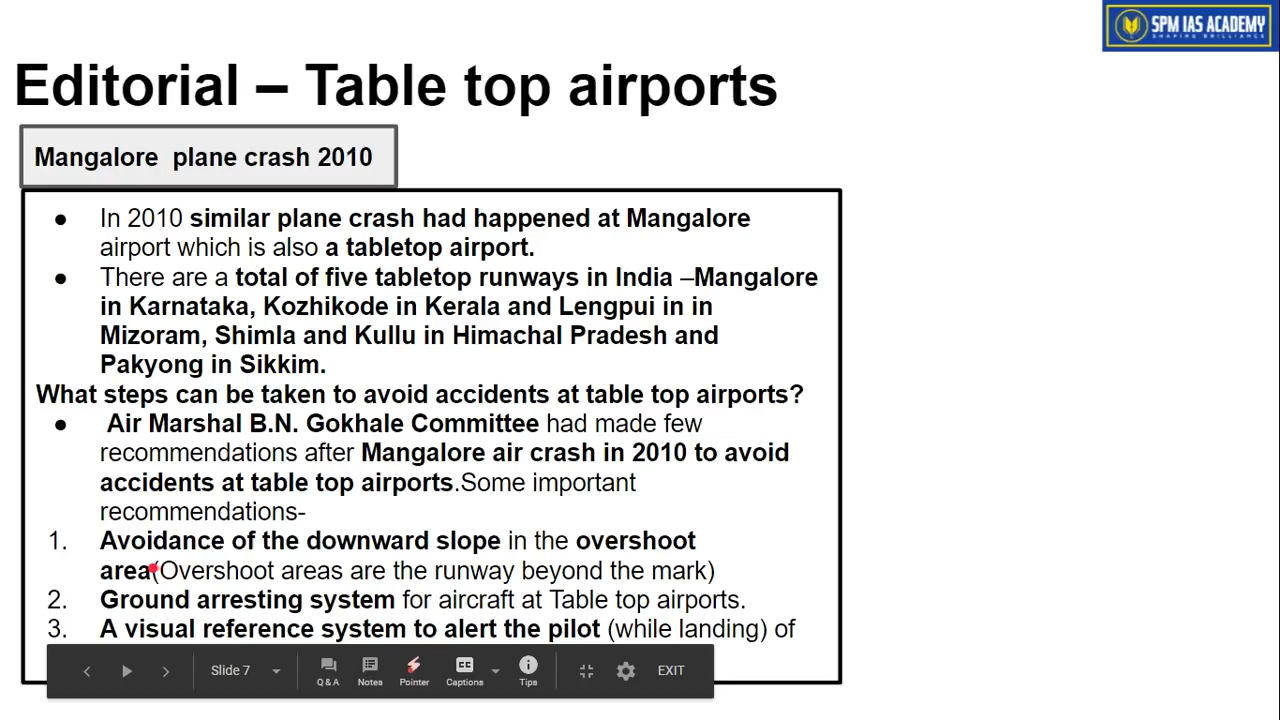 SPM IAS ACADEMY
SHAPING BRILLIANCE
Editorial – Table top airports
Mangalore plane crash 2010
● In 2010 similar plane crash had happened at Mangalore
airport which is also a tabletop airport.
● There are a total of five tabletop runways in India –Mangalore
in Karnataka, Kozhikode in Kerala and Lengpui in in
Mizoram, Shimla and Kullu in Himachal Pradesh and
Pakyong in Sikkim.
What steps can be taken to avoid accidents at table top airports?
● Air Marshal B.N. Gokhale Committee had made few
recommendations after Mangalore air crash in 2010 to avoid
accidents at table top airports.Some important
recommendations-
1. Avoidance of the downward slope in the overshoot
area(Overshoot areas are the runway beyond the mark)
2. Ground arresting system for aircraft at Table top airports.
3. A visual reference system to alert the pilot (while landing) of
Slide 7
Q & A Notes Pointer Captions Tips EXIT